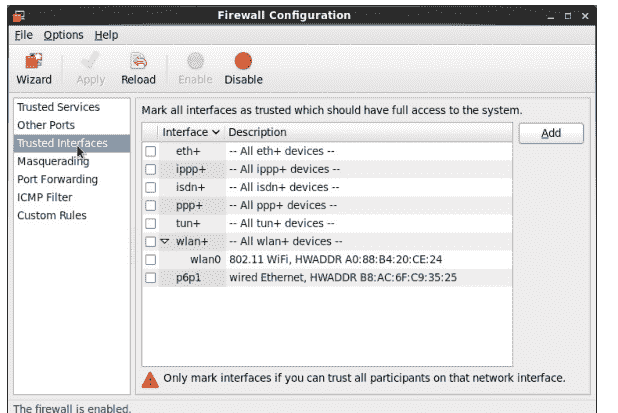 Firewall Configuration
File Options Help
Wizard Apply Reload Enable Disable
Trusted Services
Other Ports
Trusted Interfaces
Masquerading
Port Forwarding
ICMP Filter
Custom Rules
Mark all interfaces as trusted which should have full access to the system.
Interface Description
eth+ -- All eth+ devices --
ippp+ -- All ippp+ devices --
isdn+ -- All isdn+ devices --
ppp+ -- All ppp+ devices --
tun+ -- All tun+ devices --
wlan+ -- All wlan+ devices --
wlan0 802.11 WiFi, HWADDR A0:88:B4:20:CE:24
p6p1 wired Ethernet, HWADDR B8:AC:6F:C9:35:25
Add
Only mark interfaces if you can trust all participants on that network interface.
The firewall is enabled.